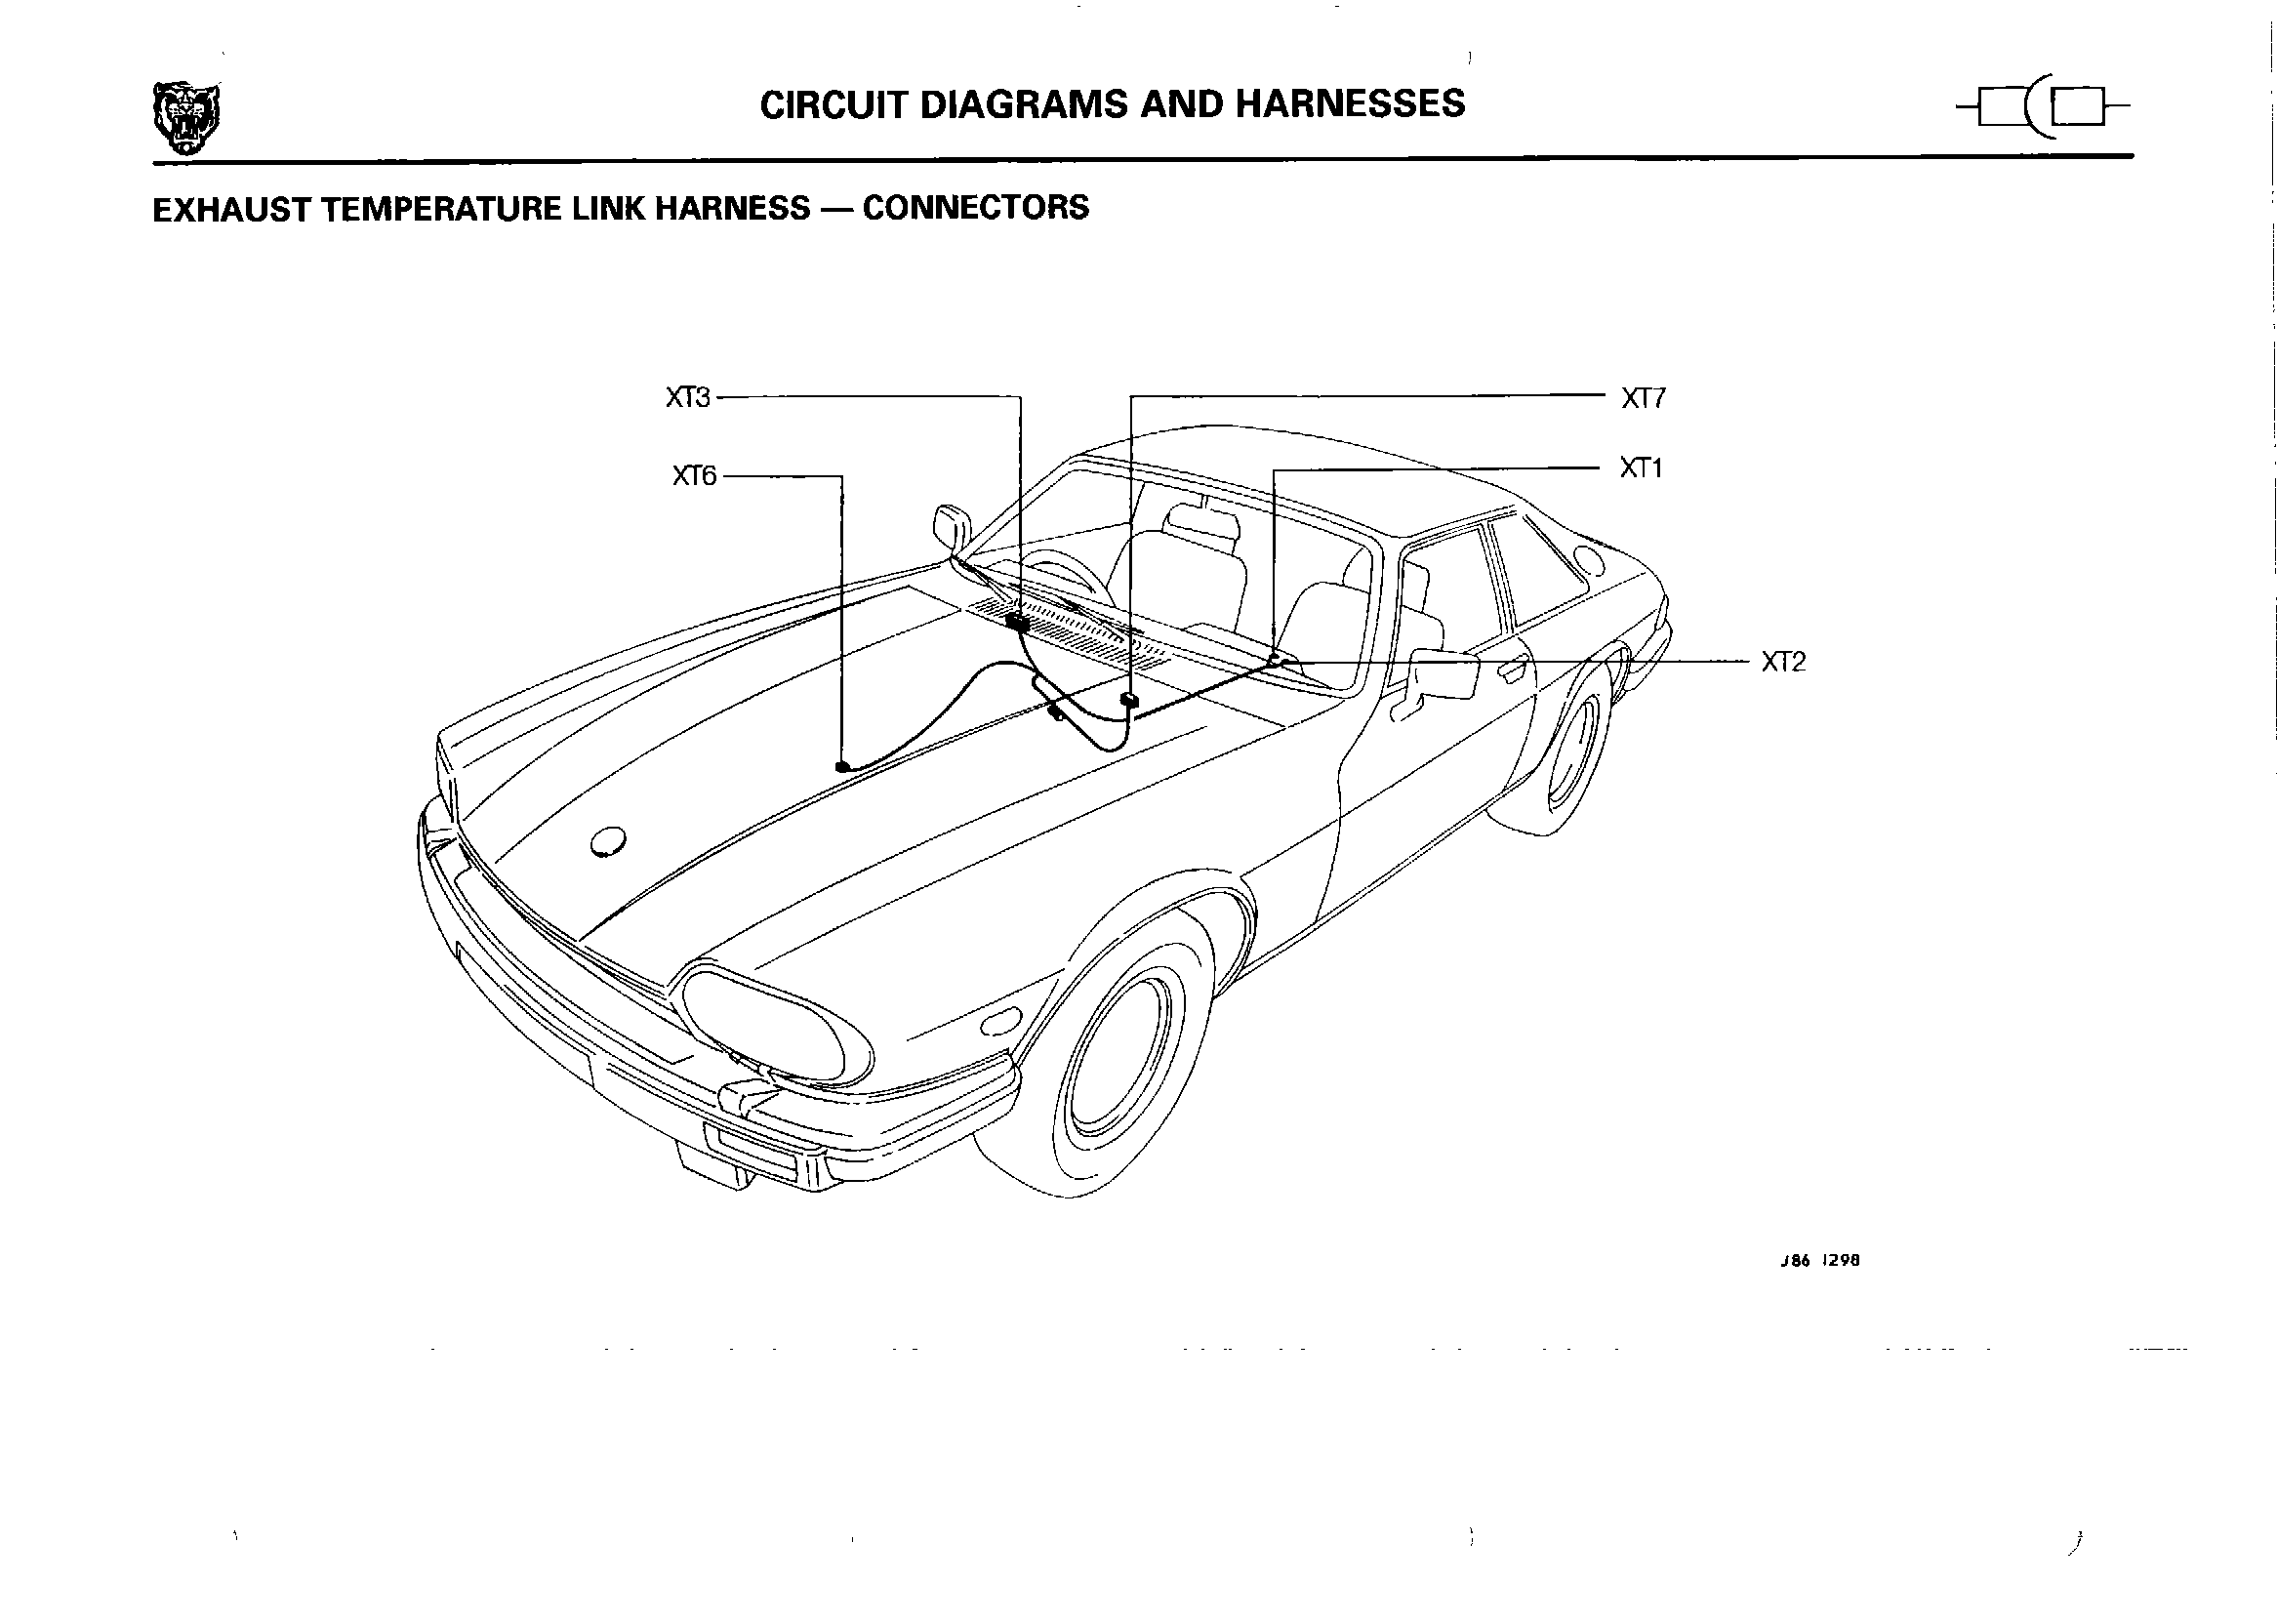 CIRCUIT DIAGRAMS AND HARNESSES
EXHAUST TEMPERATURE LINK HARNESS — CONNECTORS
XT3
XT7
XT6
XT1
XT2
J86 1298